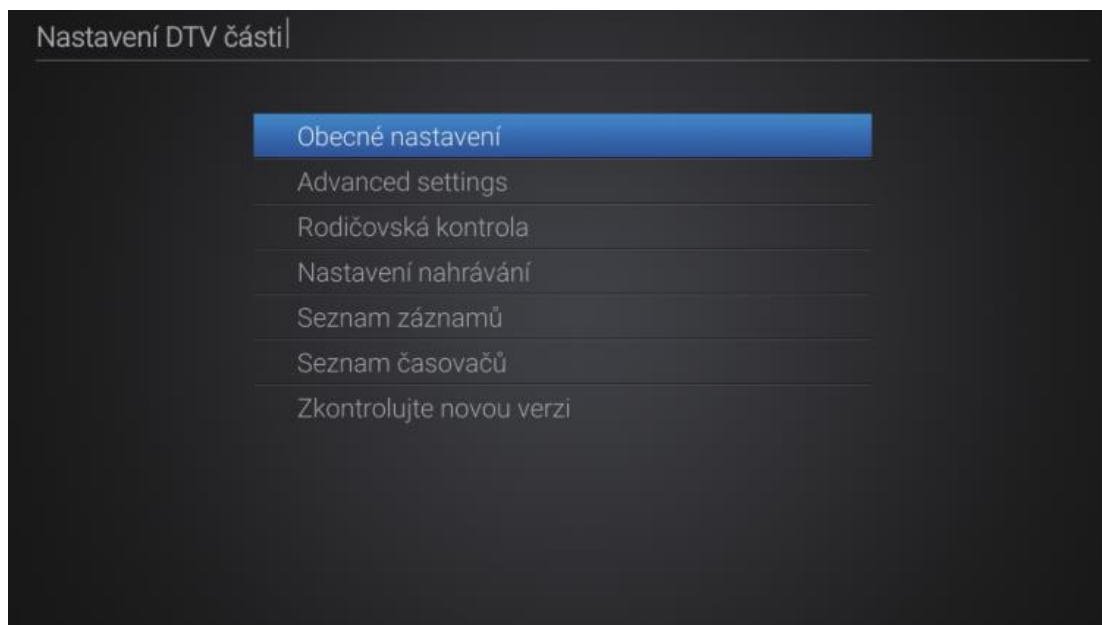 Nastavení DTV části
Obecné nastavení
Advanced settings
Rodičovská kontrola
Nastavení nahrávání
Seznam záznamů
Seznam časovačů
Zkontrolujte novou verzi